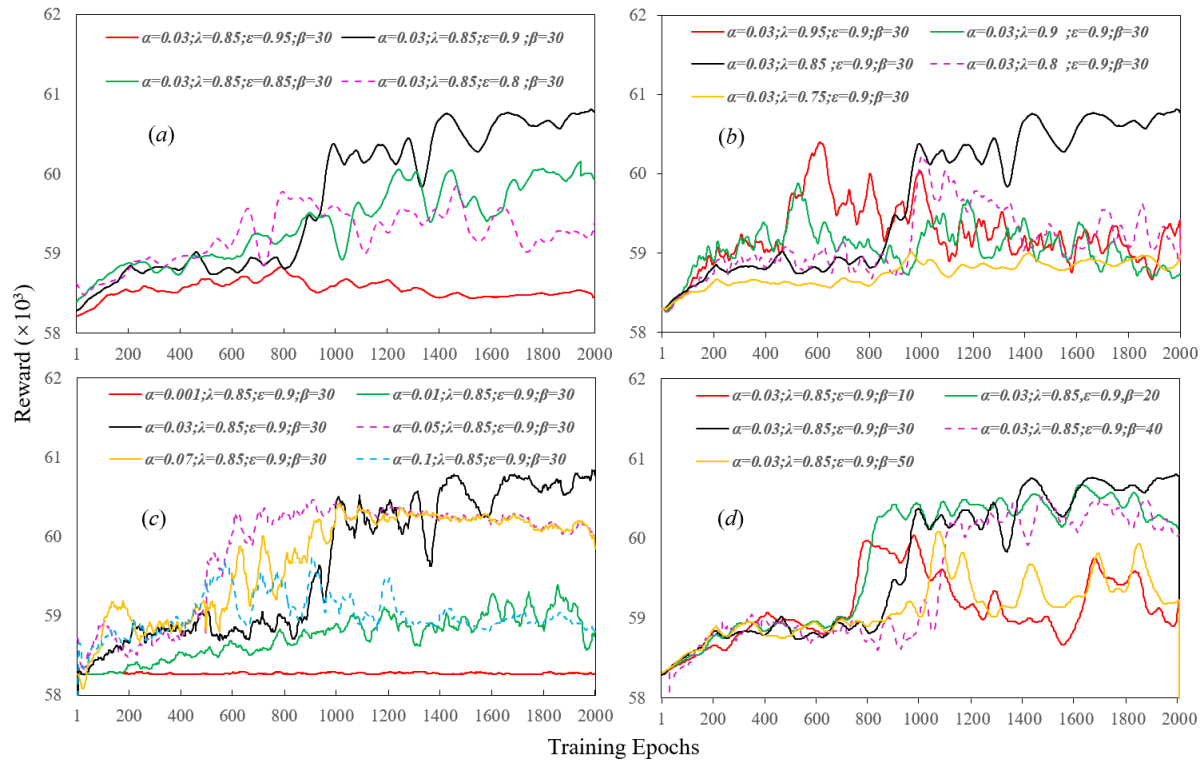 62
α=0.03;λ=0.85;ε=0.95;β=30 α=0.03;λ=0.85;ε=0.9 ;β=30
α=0.03;λ=0.85;ε=0.85;β=30 α=0.03;λ=0.85;ε=0.8 ;β=30
61
(a)
60
59
58
1 200 400 600 800 1000 1200 1400 1600 1800 2000
62
α=0.03;λ=0.95;ε=0.9;β=30 α=0.03;λ=0.9 ;ε=0.9;β=30
α=0.03;λ=0.85 ;ε=0.9;β=30 α=0.03;λ=0.8 ;ε=0.9;β=30
α=0.03;λ=0.75;ε=0.9;β=30
61
(b)
60
59
58
1 200 400 600 800 1000 1200 1400 1600 1800 2000
Reward (×10³)
62
α=0.001;λ=0.85;ε=0.9;β=30 α=0.01;λ=0.85;ε=0.9;β=30
α=0.03;λ=0.85;ε=0.9;β=30 α=0.05;λ=0.85;ε=0.9;β=30
α=0.07;λ=0.85;ε=0.9;β=30 α=0.1;λ=0.85;ε=0.9;β=30
61
(c)
60
59
58
1 200 400 600 800 1000 1200 1400 1600 1800 2000
62
α=0.03;λ=0.85;ε=0.9;β=10 α=0.03;λ=0.85,ε=0.9,β=20
α=0.03;λ=0.85;ε=0.9;β=30 α=0.03;λ=0.85;ε=0.9;β=40
α=0.03;λ=0.85;ε=0.9;β=50
61
(d)
60
59
58
1 200 400 600 800 1000 1200 1400 1600 1800 2000
Training Epochs